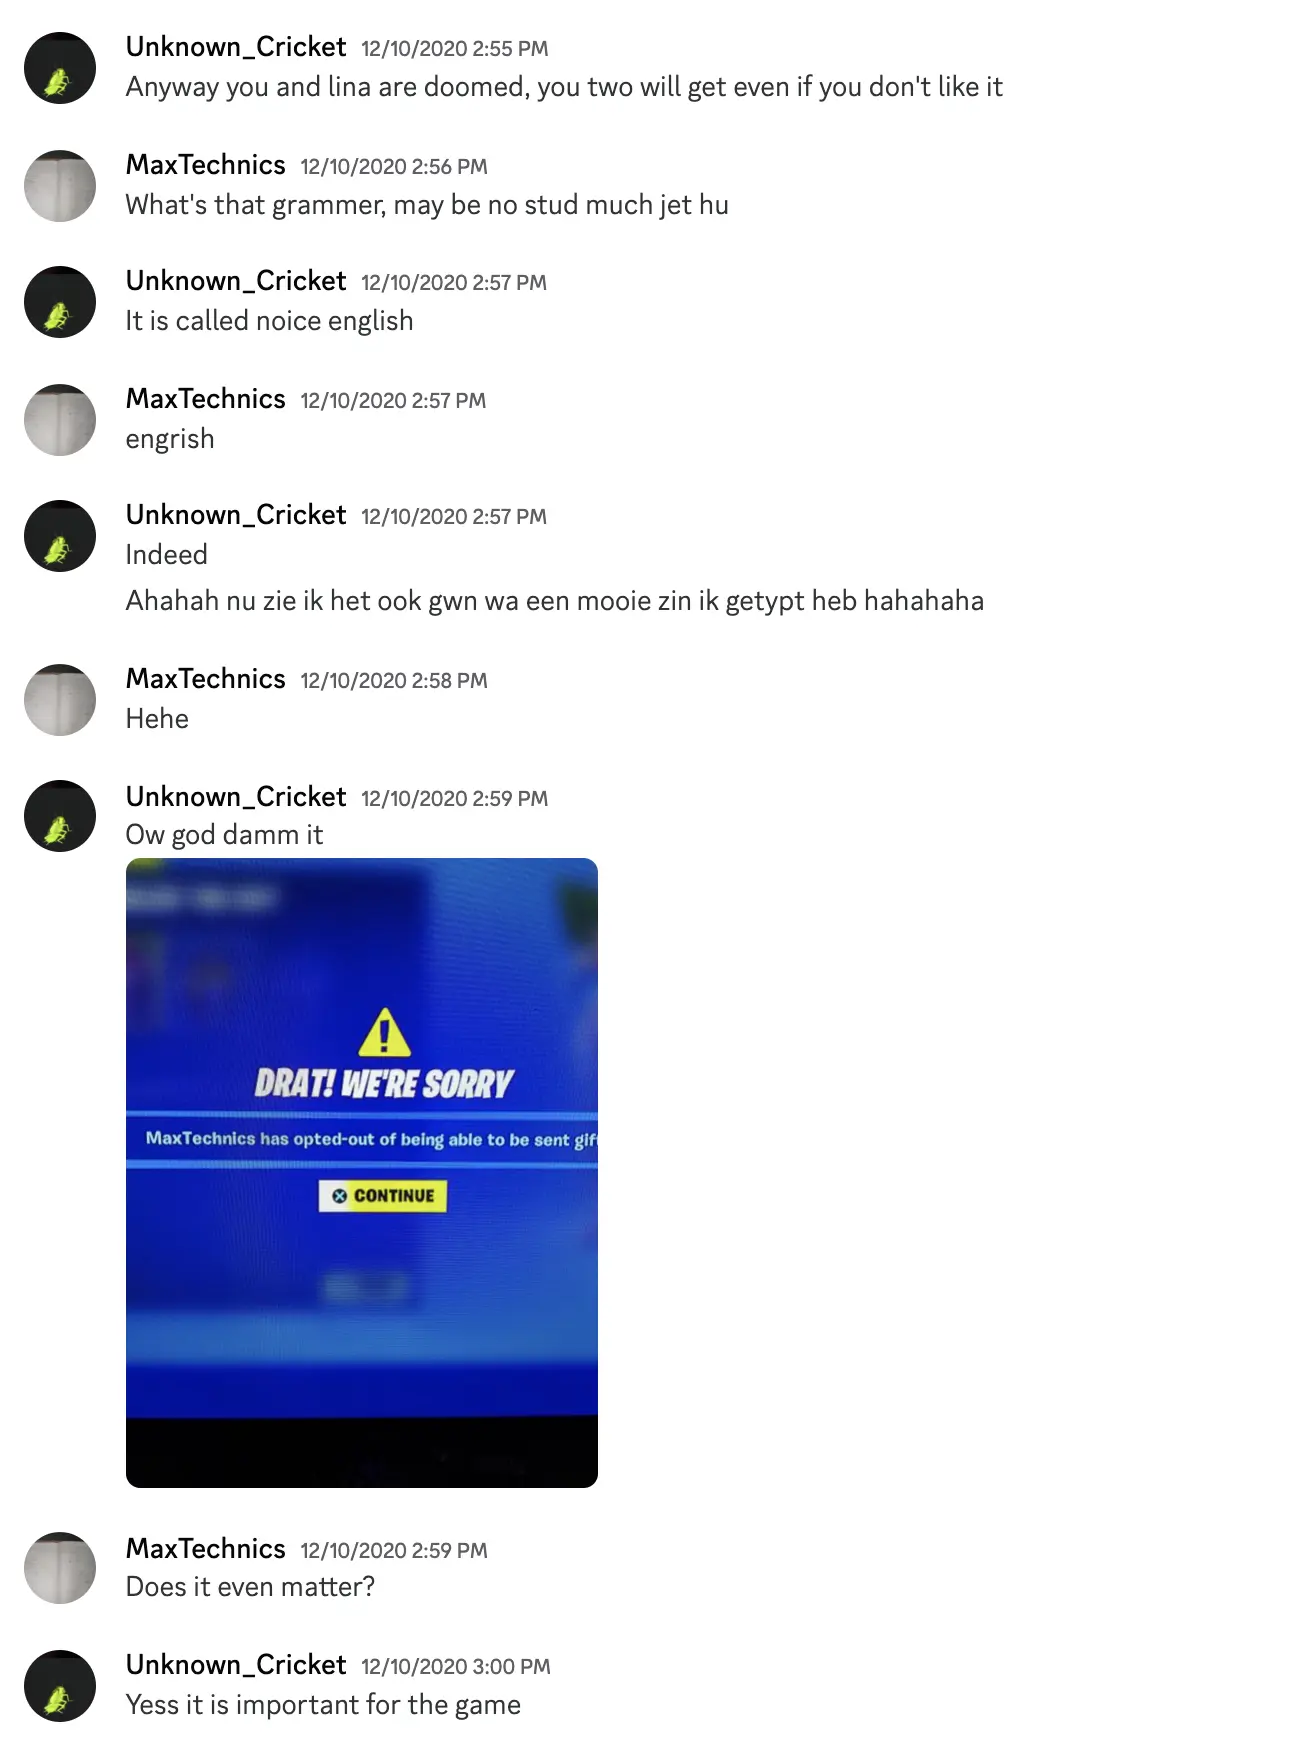 Unknown_Cricket 12/10/2020 2:55 PM
Anyway you and lina are doomed, you two will get even if you don't like it
MaxTechnics 12/10/2020 2:56 PM
What's that grammer, may be no stud much jet hu
Unknown_Cricket 12/10/2020 2:57 PM
It is called noice english
MaxTechnics 12/10/2020 2:57 PM
engrish
Unknown_Cricket 12/10/2020 2:57 PM
Indeed
Ahahah nu zie ik het ook gwn wa een mooie zin ik getypt heb hahahaha
MaxTechnics 12/10/2020 2:58 PM
Hehe
Unknown_Cricket 12/10/2020 2:59 PM
Ow god damm it
DRAT! WE'RE SORRY
MaxTechnics has opted-out of being able to be sent gif
CONTINUE
MaxTechnics 12/10/2020 2:59 PM
Does it even matter?
Unknown_Cricket 12/10/2020 3:00 PM
Yess it is important for the game